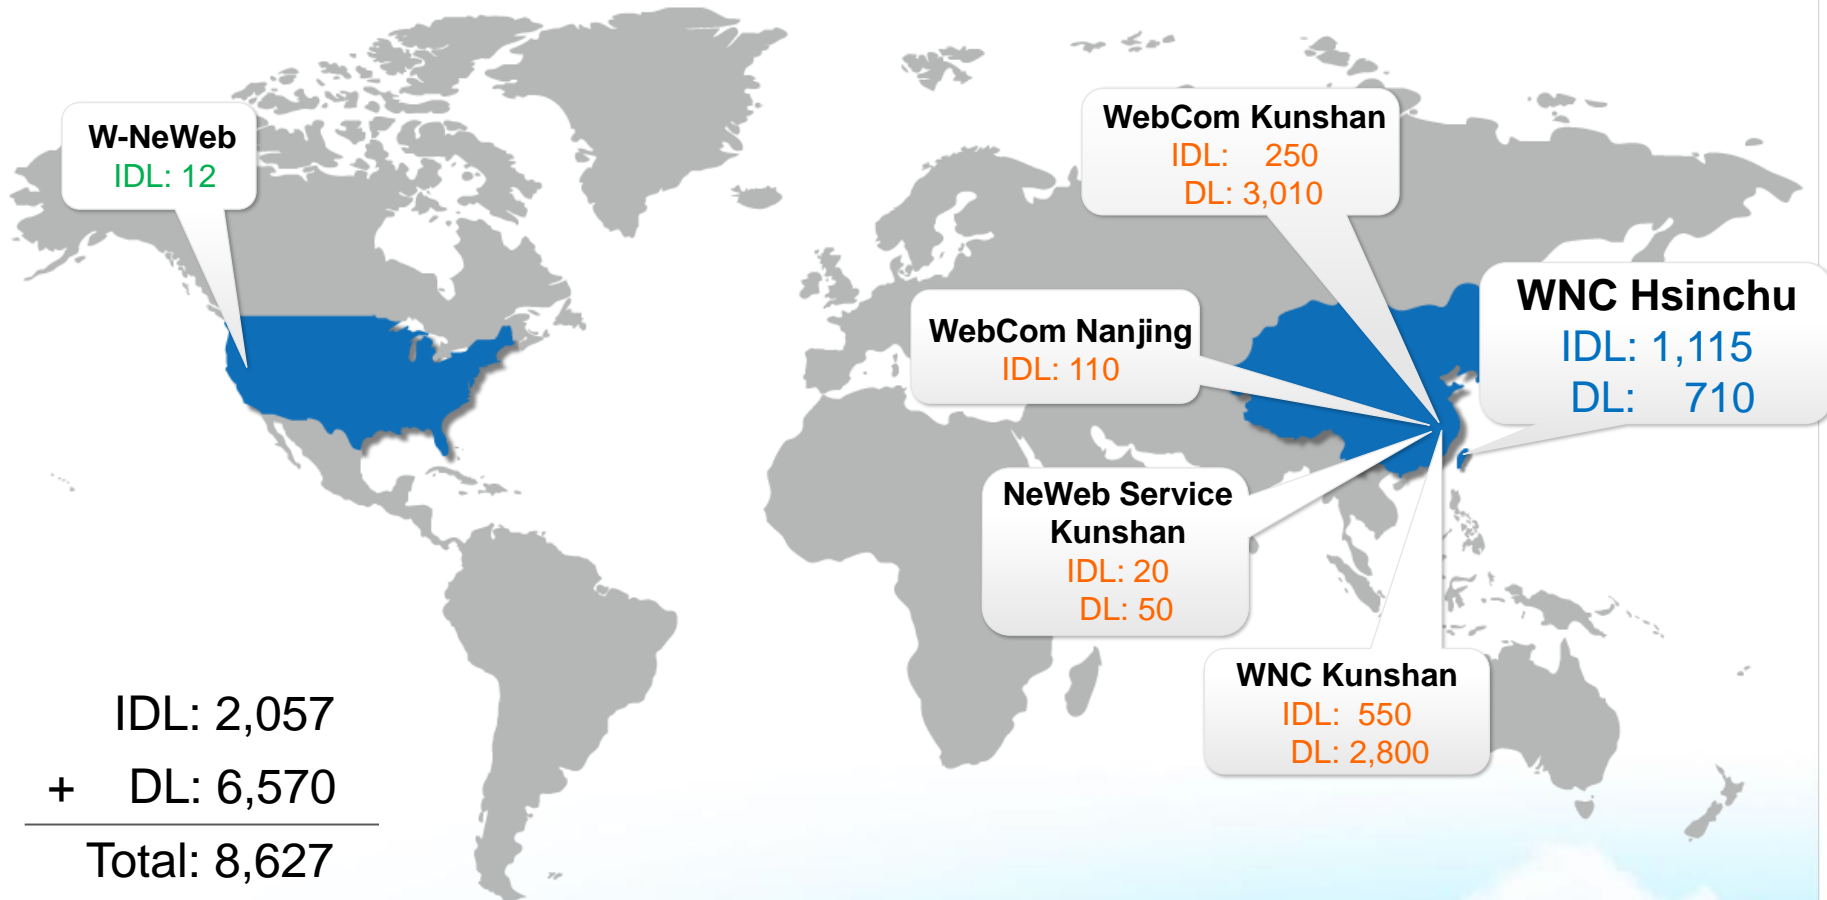 W-NeWeb
IDL: 12
WebCom Kunshan
IDL: 250
DL: 3,010
WNC Hsinchu
IDL: 1,115
DL: 710
WebCom Nanjing
IDL: 110
NeWeb Service
Kunshan
IDL: 20
DL: 50
WNC Kunshan
IDL: 550
DL: 2,800
IDL: 2,057
+ DL: 6,570
Total: 8,627